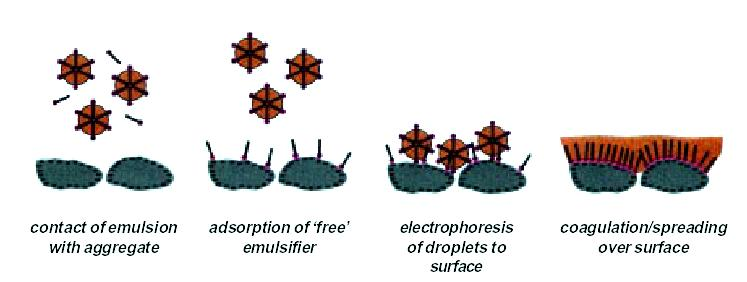 contact of emulsion
with aggregate
adsorption of 'free'
emulsifier
electrophoresis
of droplets to
surface
coagulation/spreading
over surface